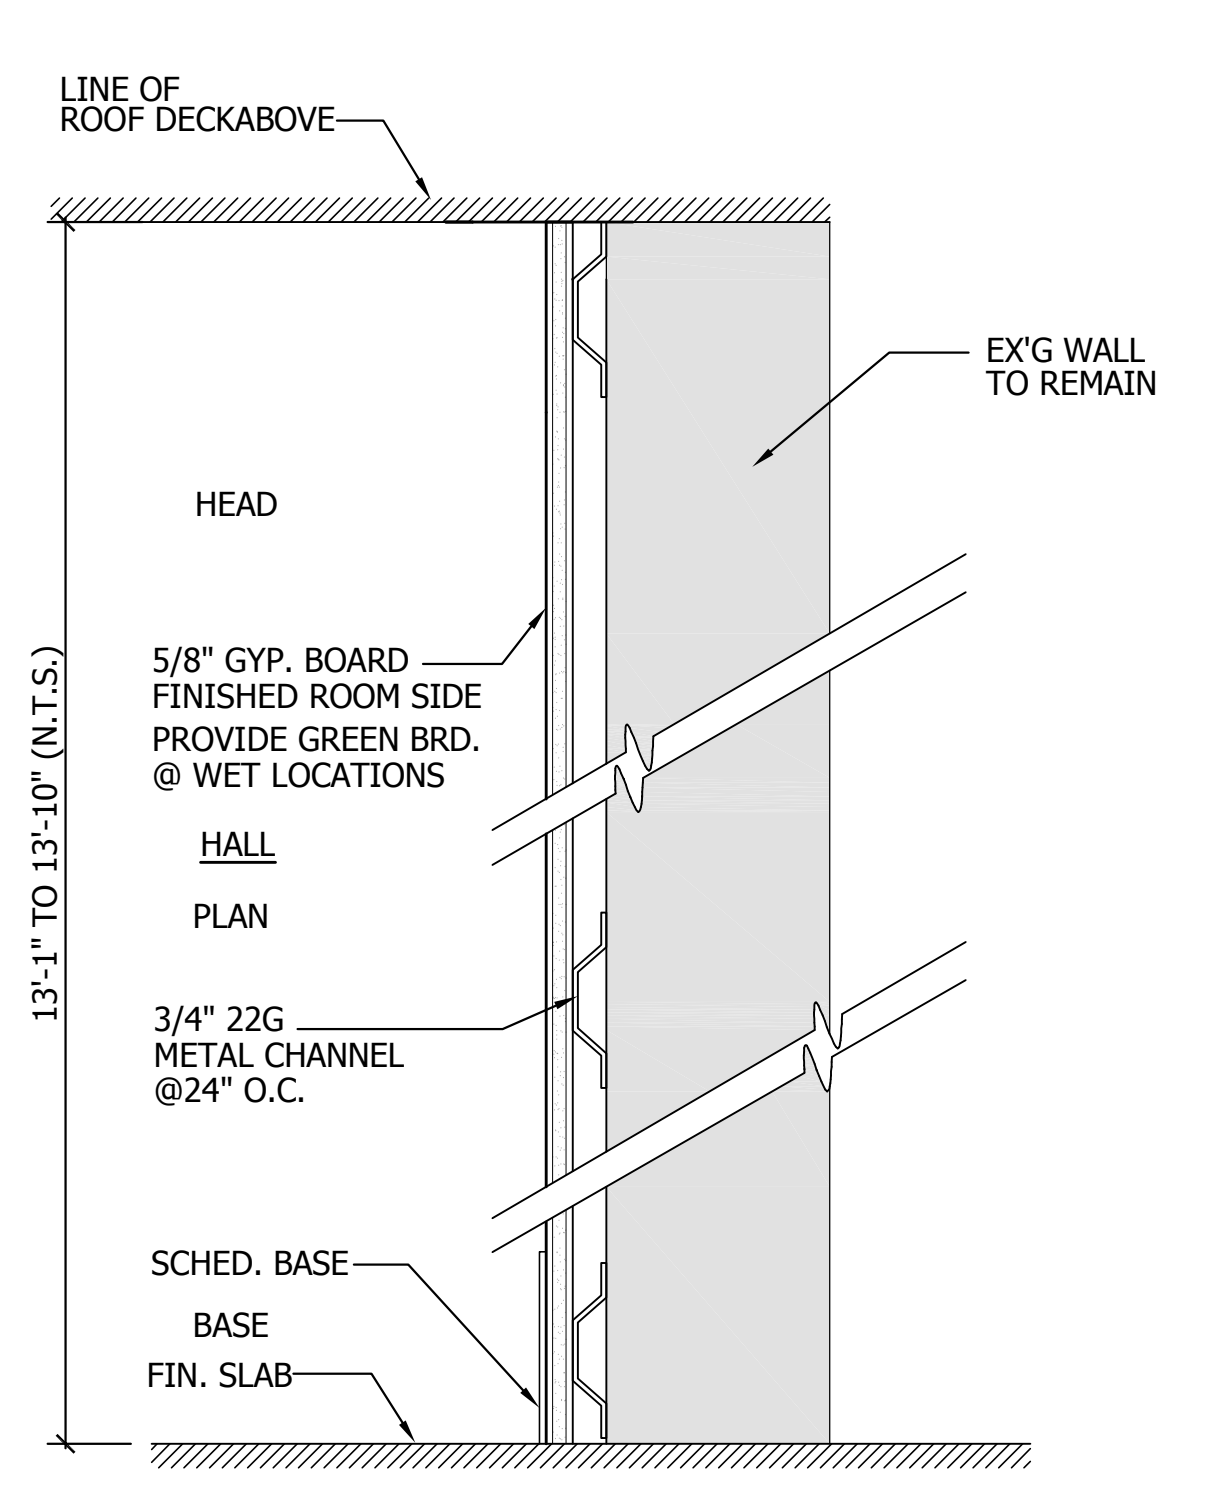 LINE OF
ROOF DECKABOVE
EX'G WALL
TO REMAIN
HEAD
5/8" GYP. BOARD
FINISHED ROOM SIDE
PROVIDE GREEN BRD.
@ WET LOCATIONS
13'-1" TO 13'-10" (N.T.S.)
HALL
PLAN
3/4" 22G
METAL CHANNEL
@24" O.C.
SCHED. BASE
BASE
FIN. SLAB